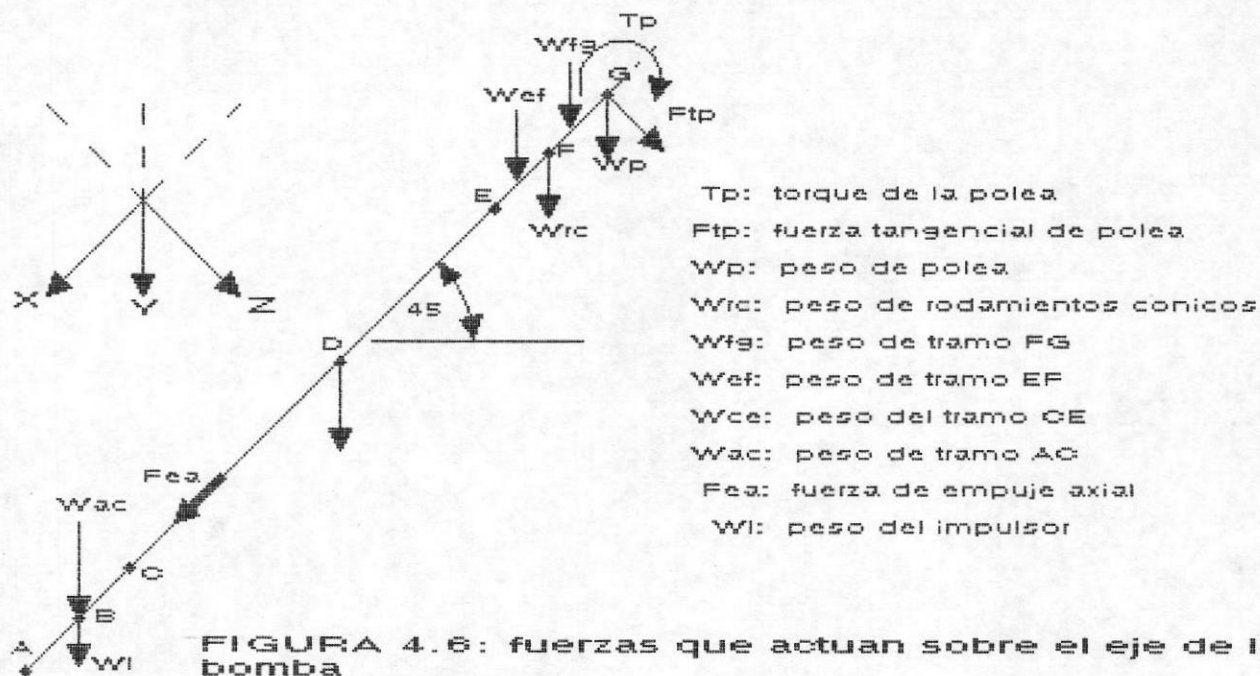 Tp
Wfg
G
Wef
Ftp
F
Wp
E
Wrc
X
Y
Z
45
D
Fea
Wac
C
B
A
WI
Tp: torque de la polea
Ftp: fuerza tangencial de polea
Wp: peso de polea
Wrc: peso de rodamientos conicos
Wfg: peso de tramo FG
Wef: peso de tramo EF
Wce: peso del tramo CE
Wac: peso de tramo AC
Fea: fuerza de empuje axial
WI: peso del impulsor
FIGURA 4.6: fuerzas que actuan sobre el eje de l
bomba